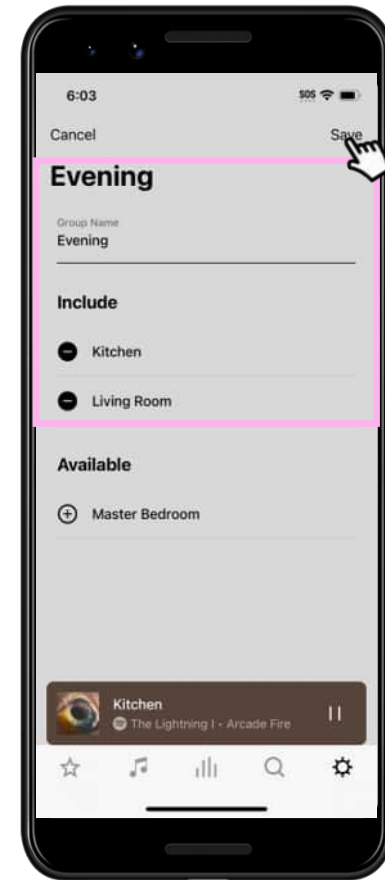 6:03
SOS
Cancel
Save
Evening
Group Name
Evening
Include
Kitchen
Living Room
Available
Master Bedroom
Kitchen
The Lightning I • Arcade Fire